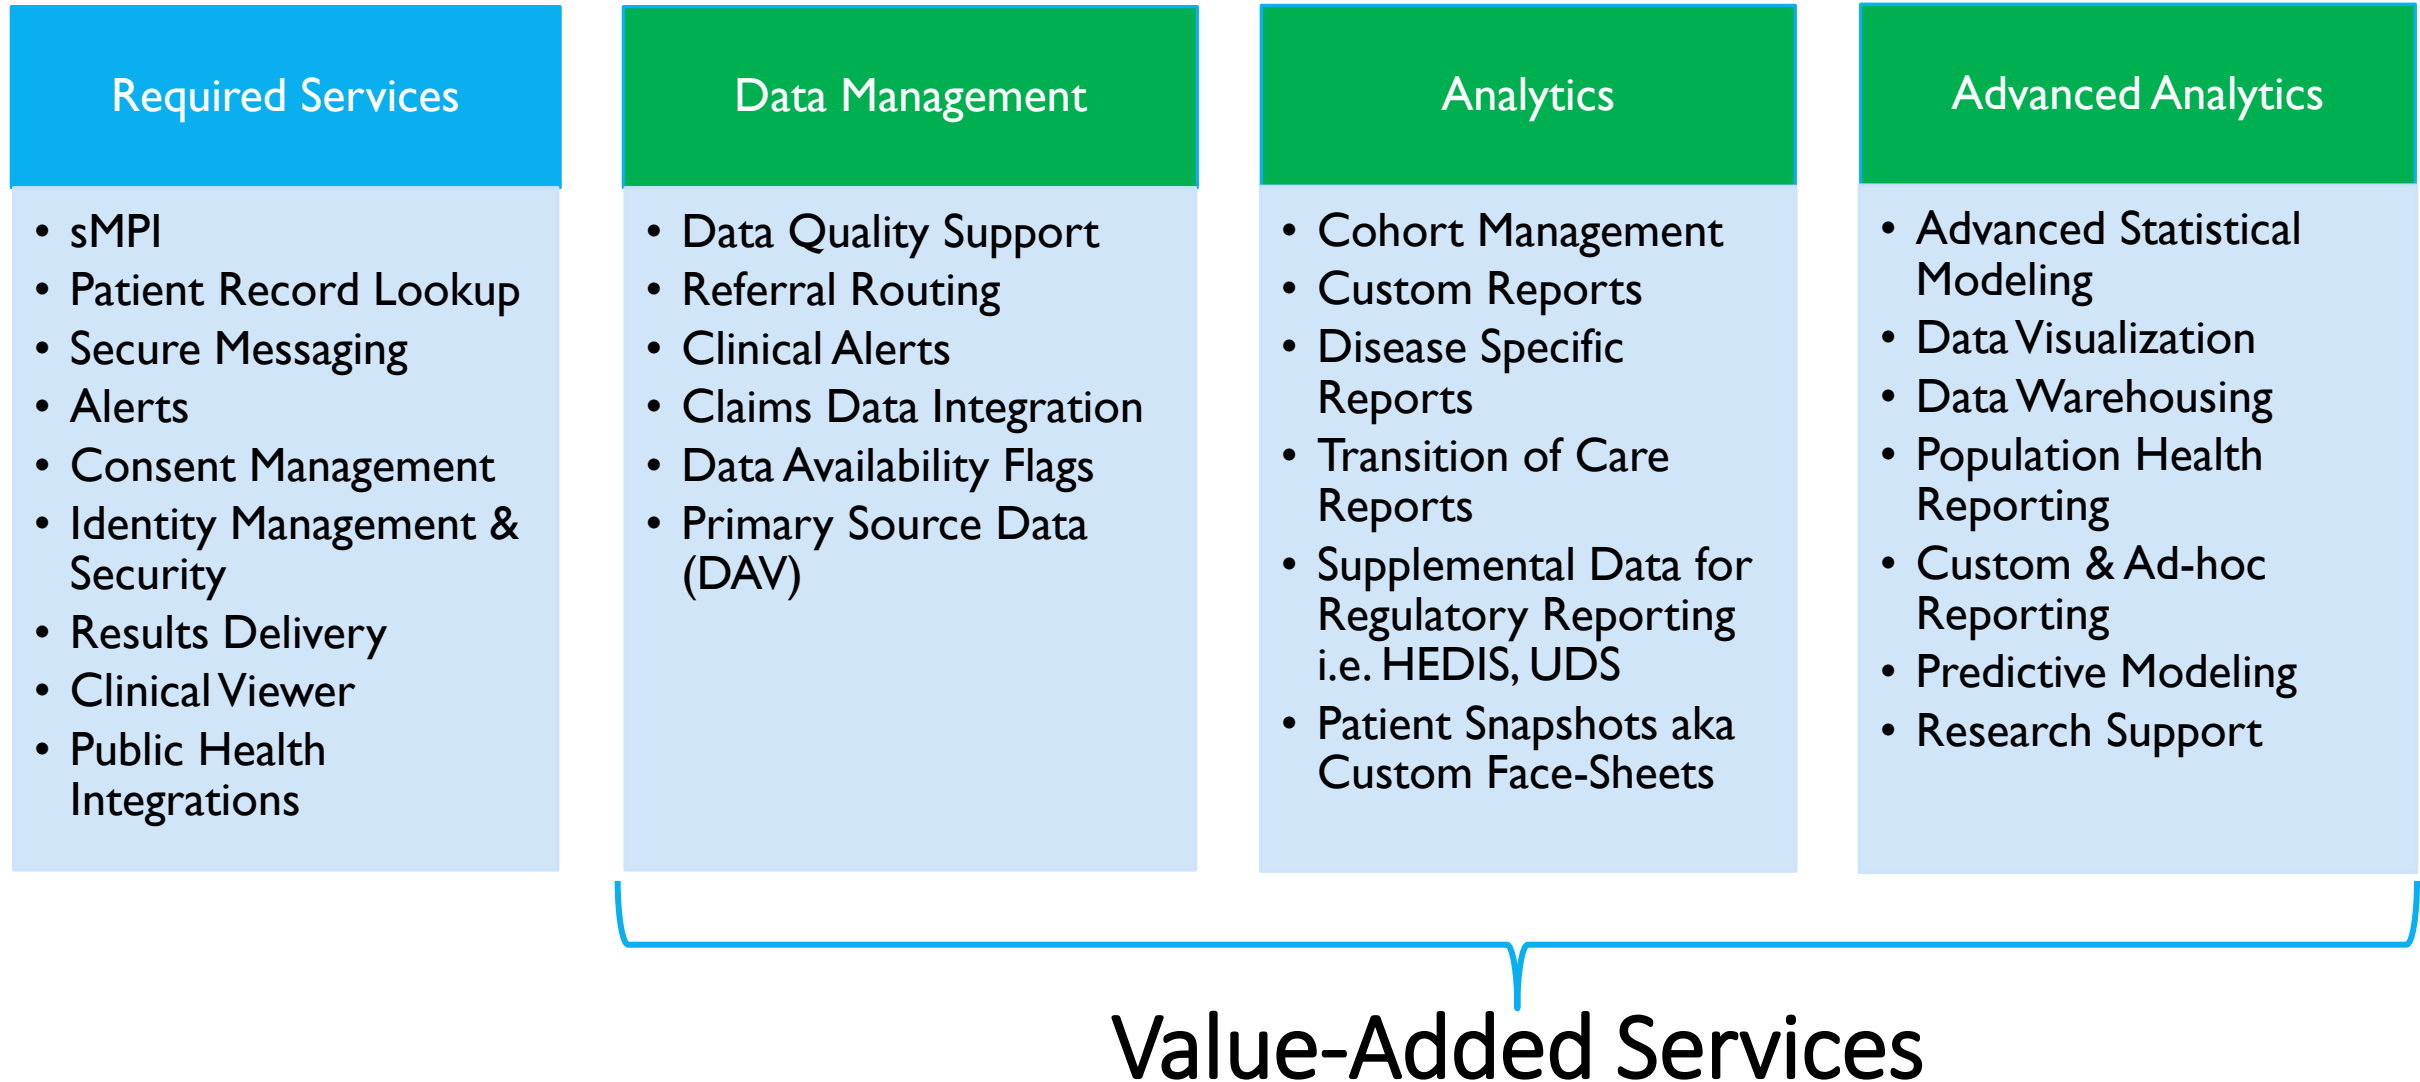 Required Services
• sMPI
• Patient Record Lookup
• Secure Messaging
• Alerts
• Consent Management
• Identity Management &
Security
• Results Delivery
• Clinical Viewer
• Public Health
Integrations
Data Management
• Data Quality Support
• Referral Routing
• Clinical Alerts
• Claims Data Integration
• Data Availability Flags
• Primary Source Data
(DAV)
Analytics
• Cohort Management
• Custom Reports
• Disease Specific
Reports
• Transition of Care
Reports
• Supplemental Data for
Regulatory Reporting
i.e. HEDIS, UDS
• Patient Snapshots aka
Custom Face-Sheets
Advanced Analytics
• Advanced Statistical
Modeling
• Data Visualization
• Data Warehousing
• Population Health
Reporting
• Custom & Ad-hoc
Reporting
• Predictive Modeling
• Research Support
Value-Added Services